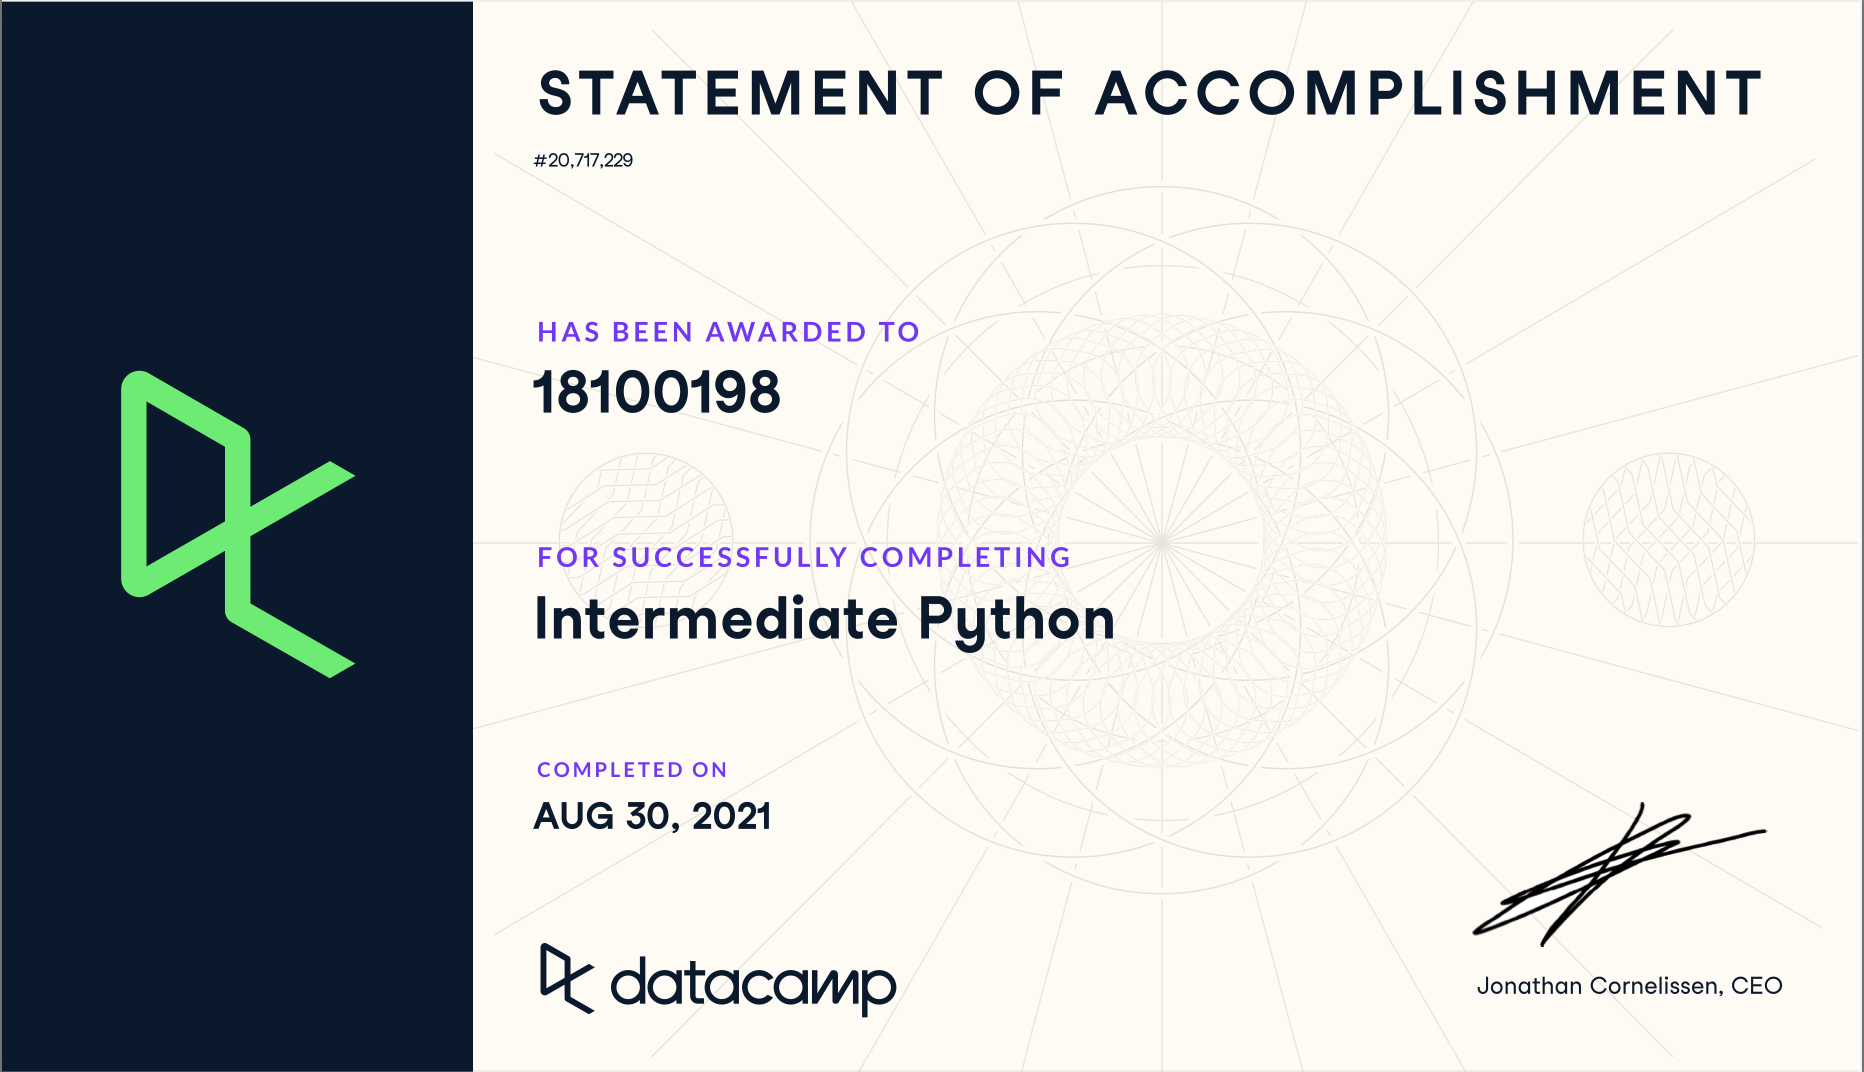 STATEMENT OF ACCOMPLISHMENT
#20,717,229
HAS BEEN AWARDED TO
18100198
FOR SUCCESSFULLY COMPLETING
Intermediate Python
COMPLETED ON
AUG 30, 2021
datacamp
Jonathan Cornelissen, CEO